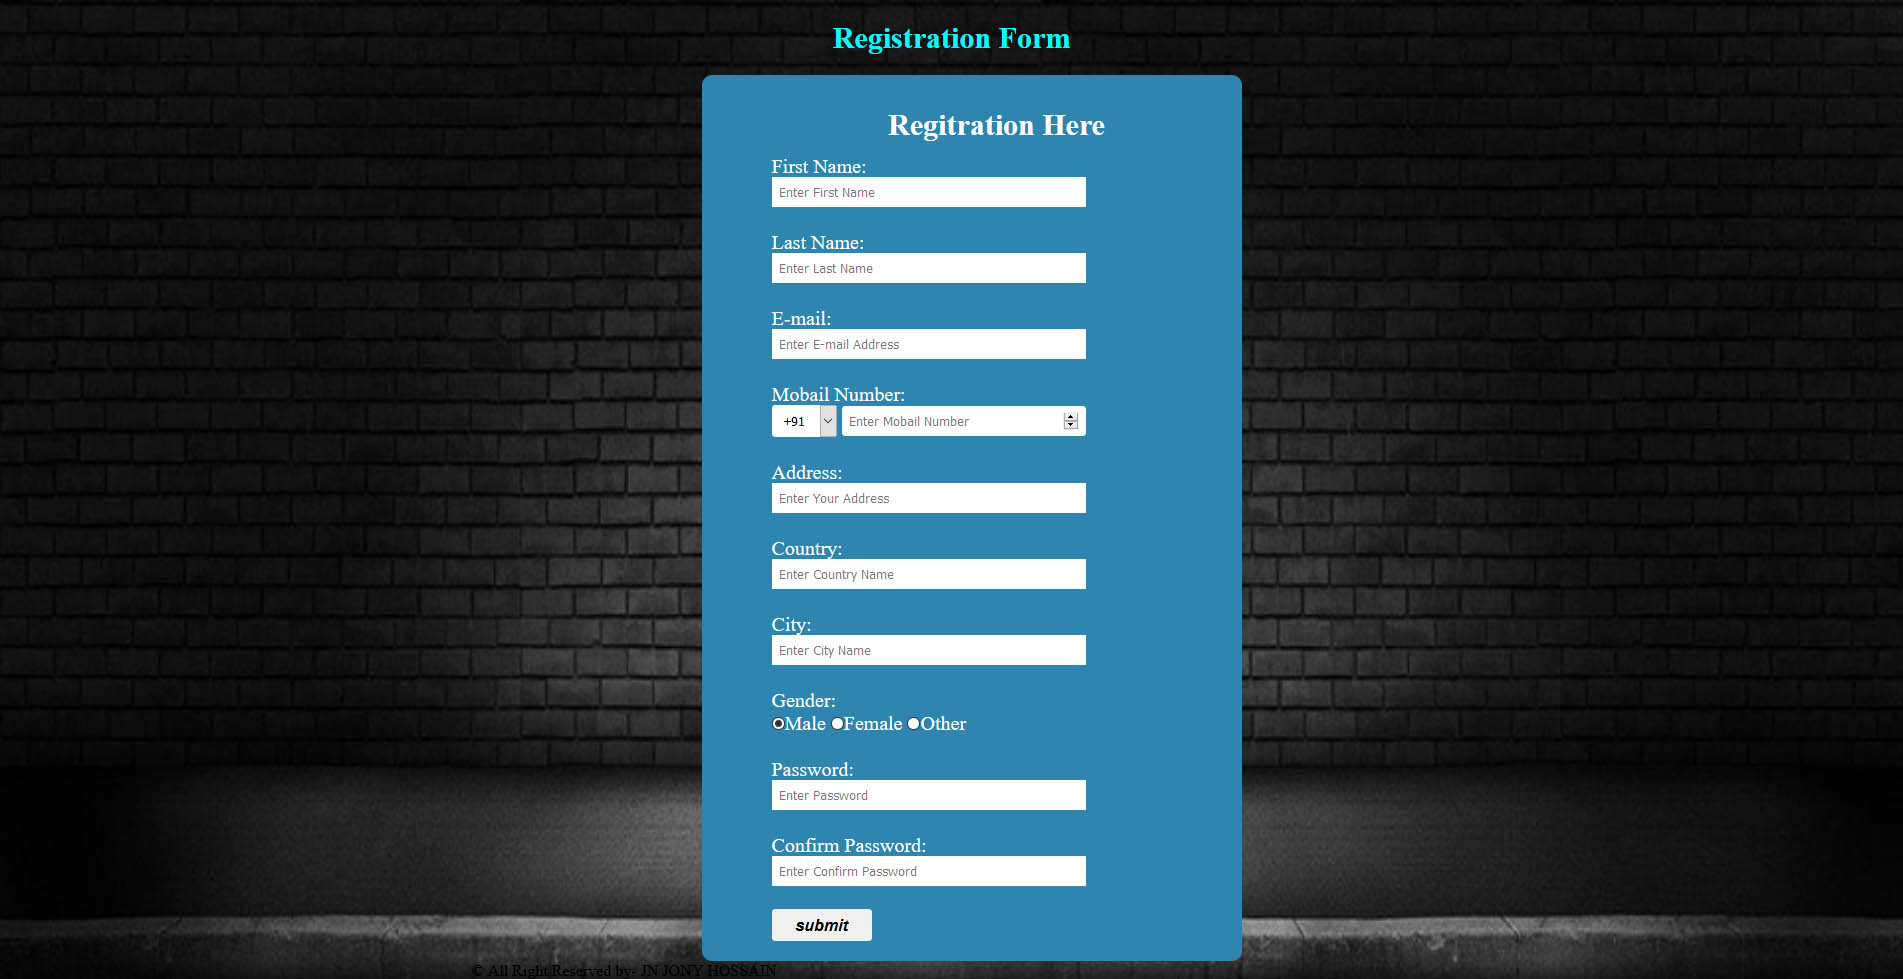 Registration Form
Regitration Here
First Name:
Enter First Name
Last Name:
Enter Last Name
E-mail:
Enter E-mail Address
Mobail Number:
+91 Enter Mobail Number
Address:
Enter Your Address
Country:
Enter Country Name
City:
Enter City Name
Gender:
Male Female Other
Password:
Enter Password
Confirm Password:
Enter Confirm Password
submit
© All Right Reserved by- JN JONY HOSSAIN